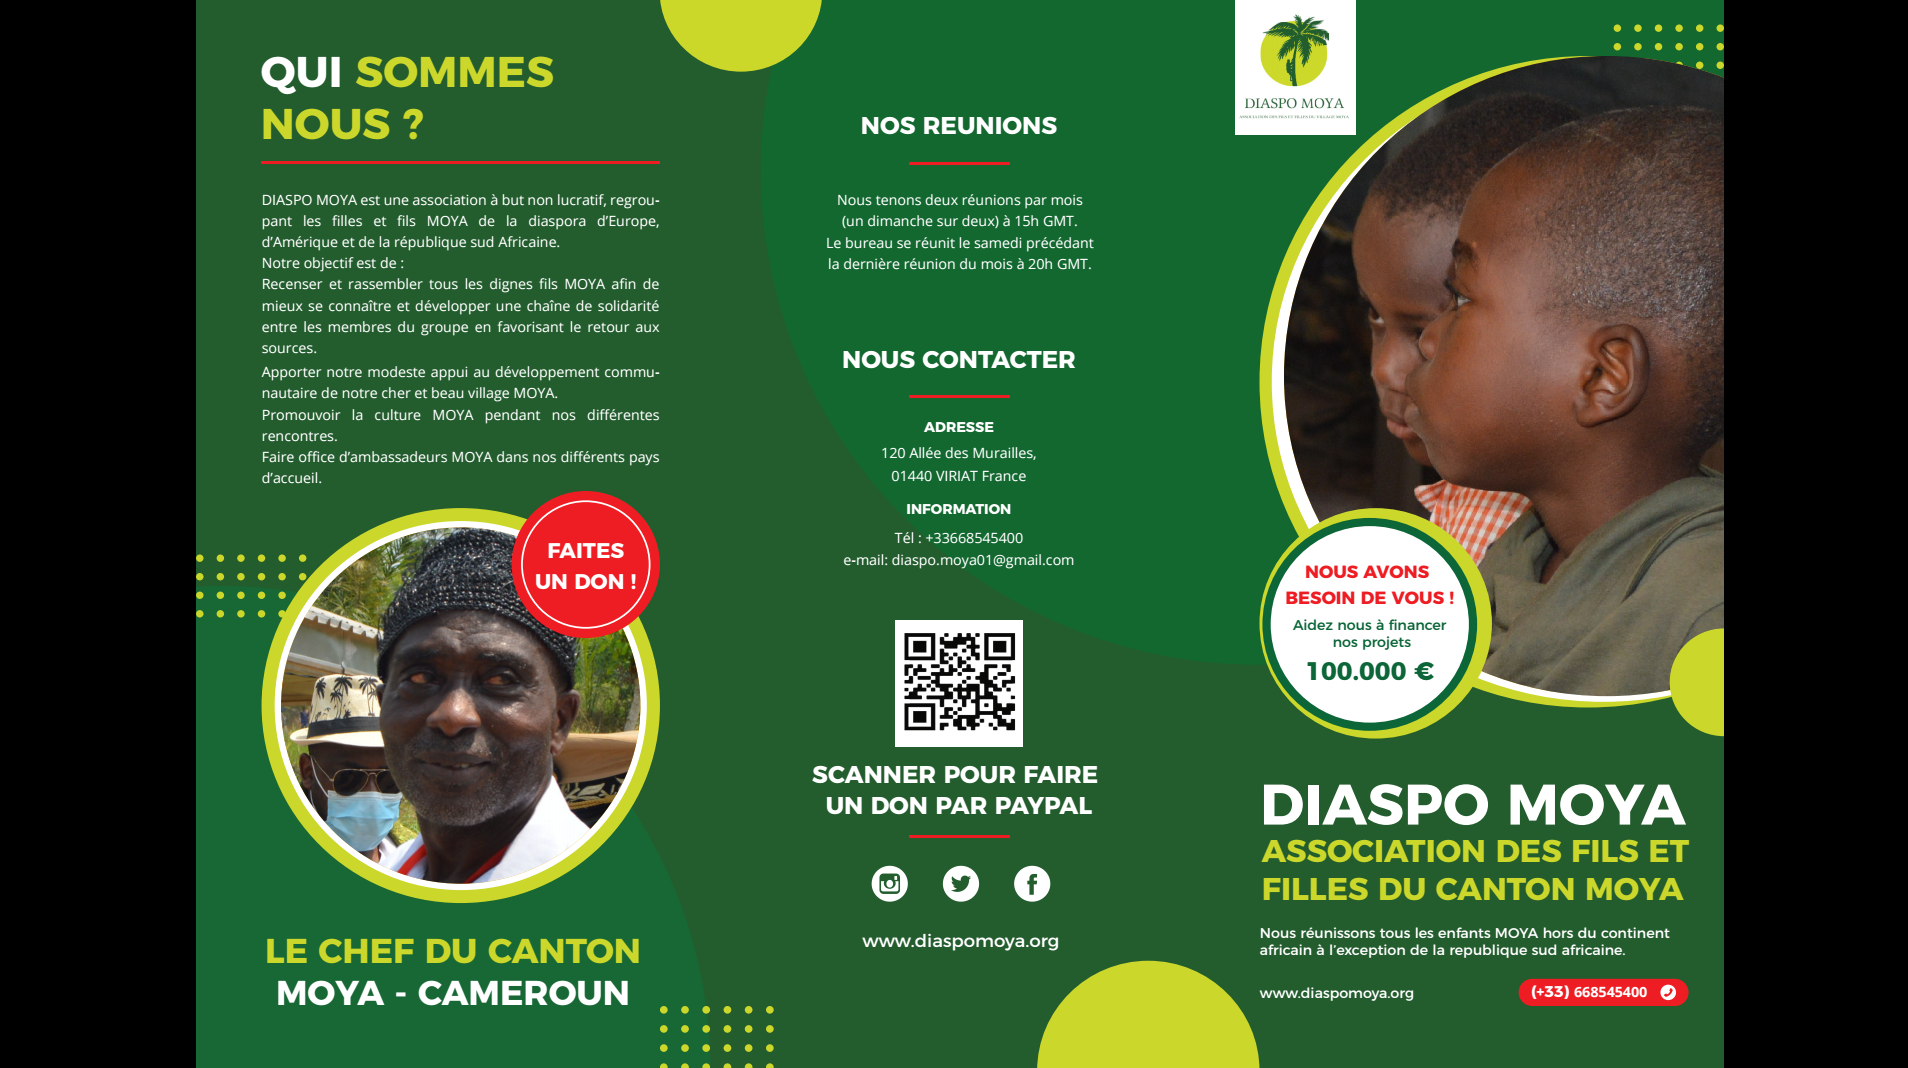 QUI SOMMES
NOUS ?
DIASPO MOYA est une association à but non lucratif, regrou-
pant les filles et fils MOYA de la diaspora d’Europe,
d’Amérique et de la république sud Africaine.
Notre objectif est de :
Recenser et rassembler tous les dignes fils MOYA afin de
mieux se connaître et développer une chaîne de solidarité
entre les membres du groupe en favorisant le retour aux
sources.
Apporter notre modeste appui au développement commu-
nautaire de notre cher et beau village MOYA.
Promouvoir la culture MOYA pendant nos différentes
rencontres.
Faire office d’ambassadeurs MOYA dans nos différents pays
d’accueil.
FAITES
UN DON !
LE CHEF DU CANTON
MOYA - CAMEROUN
NOS REUNIONS
Nous tenons deux réunions par mois
(un dimanche sur deux) à 15h GMT.
Le bureau se réunit le samedi précédant
la dernière réunion du mois à 20h GMT.
NOUS CONTACTER
ADRESSE
120 Allée des Murailles,
01440 VIRIAT France
INFORMATION
Tél : +33668545400
e-mail: diaspo.moya01@gmail.com
SCANNER POUR FAIRE
UN DON PAR PAYPAL
www.diaspomoya.org
DIASPO MOYA
ASSOCIATION DES FILS ET FILLES DU VILLAGE MOYA
NOUS AVONS
BESOIN DE VOUS !
Aidez nous à financer
nos projets
100.000 €
DIASPO MOYA
ASSOCIATION DES FILS ET
FILLES DU CANTON MOYA
Nous réunissons tous les enfants MOYA hors du continent
africain à l’exception de la republique sud africaine.
www.diaspomoya.org
(+33) 668545400